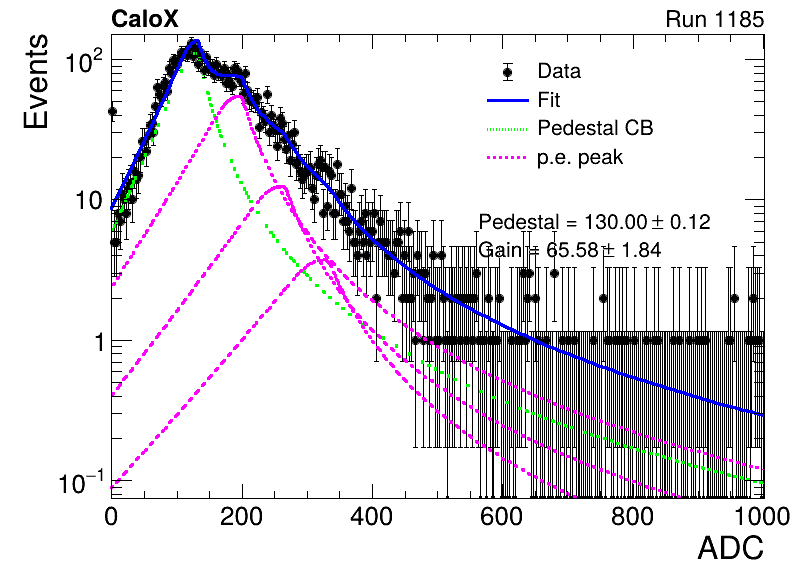 CaloX Run 1185
Events
10²
10
1
10⁻¹
Data
Fit
Pedestal CB
p.e. peak
Pedestal = 130.00 ± 0.12
Gain = 65.58 ± 1.84
0 200 400 600 800 1000
ADC